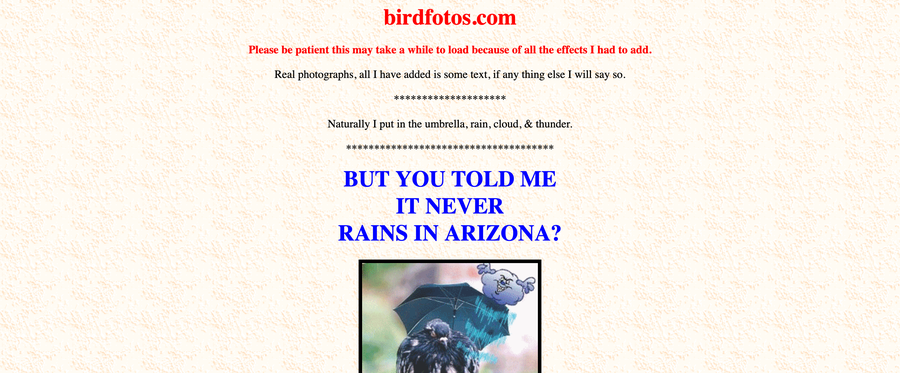 birdfotos.com
Please be patient this may take a while to load because of all the effects I had to add.
Real photographs, all I have added is some text, if any thing else I will say so.
********************
Naturally I put in the umbrella, rain, cloud, & thunder.
*************************************
BUT YOU TOLD ME
IT NEVER
RAINS IN ARIZONA?